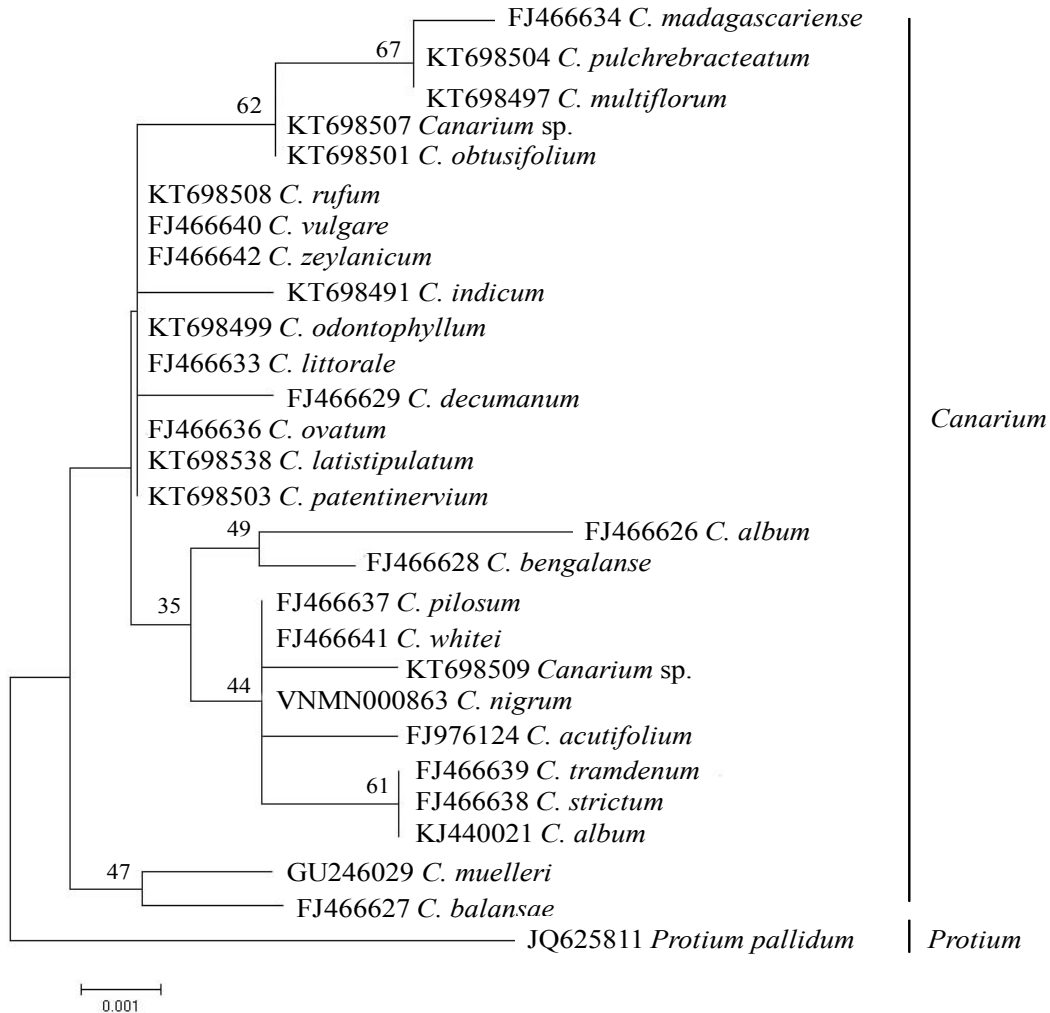 FJ466634 C. madagascariense
67
KT698504 C. pulchrebracteatum
KT698497 C. multiflorum
62
KT698507 Canarium sp.
KT698501 C. obtusifolium
KT698508 C. rufum
FJ466640 C. vulgare
FJ466642 C. zeylanicum
KT698491 C. indicum
KT698499 C. odontophyllum
FJ466633 C. littorale
FJ466629 C. decumanum
Canarium
FJ466636 C. ovatum
KT698538 C. latistipulatum
KT698503 C. patentinervium
49
FJ466626 C. album
FJ466628 C. bengalanse
35
FJ466637 C. pilosum
FJ466641 C. whitei
KT698509 Canarium sp.
44
VNMN000863 C. nigrum
FJ976124 C. acutifolium
FJ466639 C. tramdenum
61
FJ466638 C. strictum
KJ440021 C. album
47
GU246029 C. muelleri
FJ466627 C. balansae
JQ625811 Protium pallidum
Protium
0.001